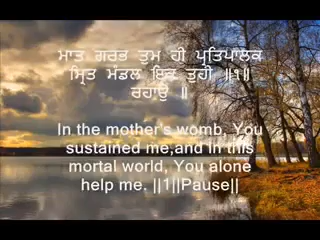 ਮਾਤ ਗਰਭ ਤੁਮ ਹੀ ਪ੍ਰਤਿਪਾਲਕ
ਮ੍ਰਿਤ ਮੰਡਲ ਇਕ ਤੁਹੀ ॥੧॥
ਰਹਾਉ ॥
In the mother's womb, You
sustained me,and in this
mortal world, You alone
help me. ||1||Pause||